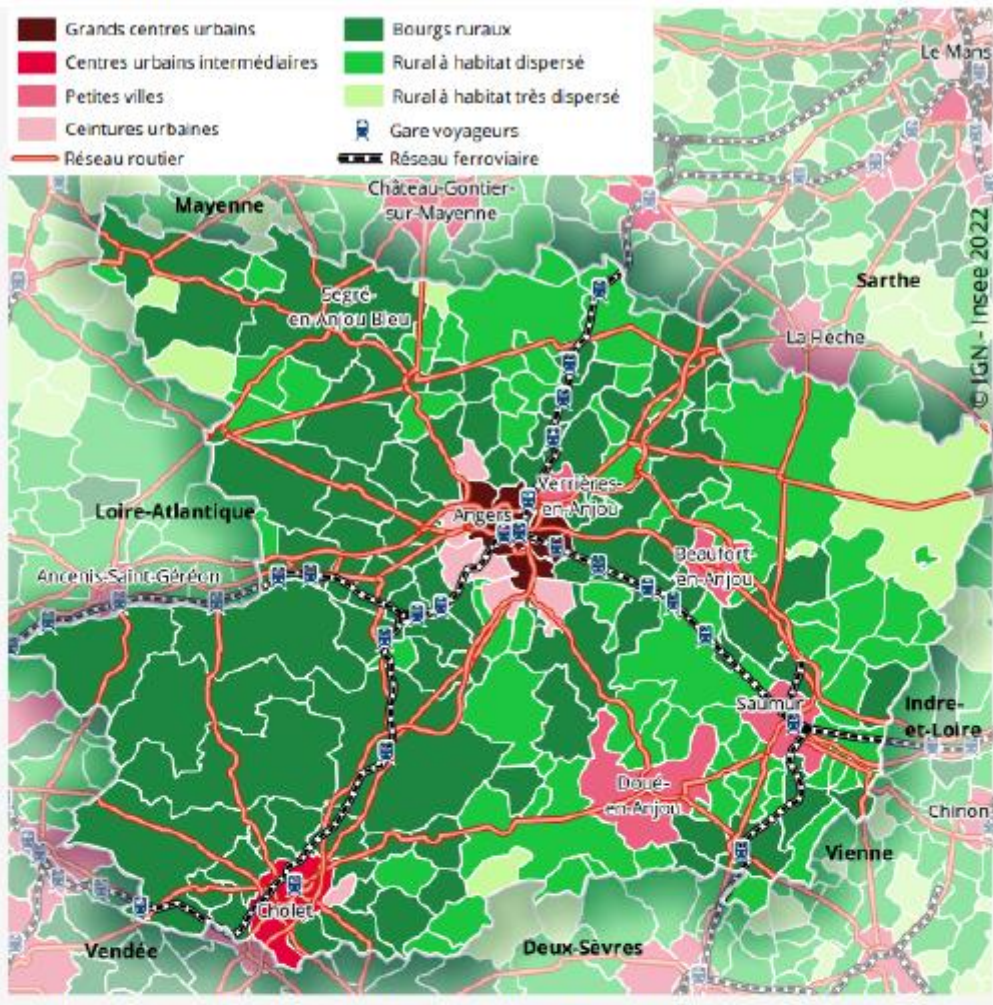 Grands centres urbains
Centres urbains intermédiaires
Petites villes
Ceintures urbaines
Réseau routier
Bourgs ruraux
Rural à habitat dispersé
Rural à habitat très dispersé
Gare voyageurs
Réseau ferroviaire
Le Mans
Château-Gontier-
sur-Mayenne
Mayenne
Sarthe
Segré-
en-Anjou Bleu
La Flèche
© IGN - Insee 2022
Verrières-
en-Anjou
Angers
Loire-Atlantique
Beaufort-
en-Anjou
Ancenis-Saint-Géréon
Saumur
Indre-
et-Loire
Doué-
en-Anjou
Chinon
Vienne
Cholet
Vendée
Deux-Sèvres